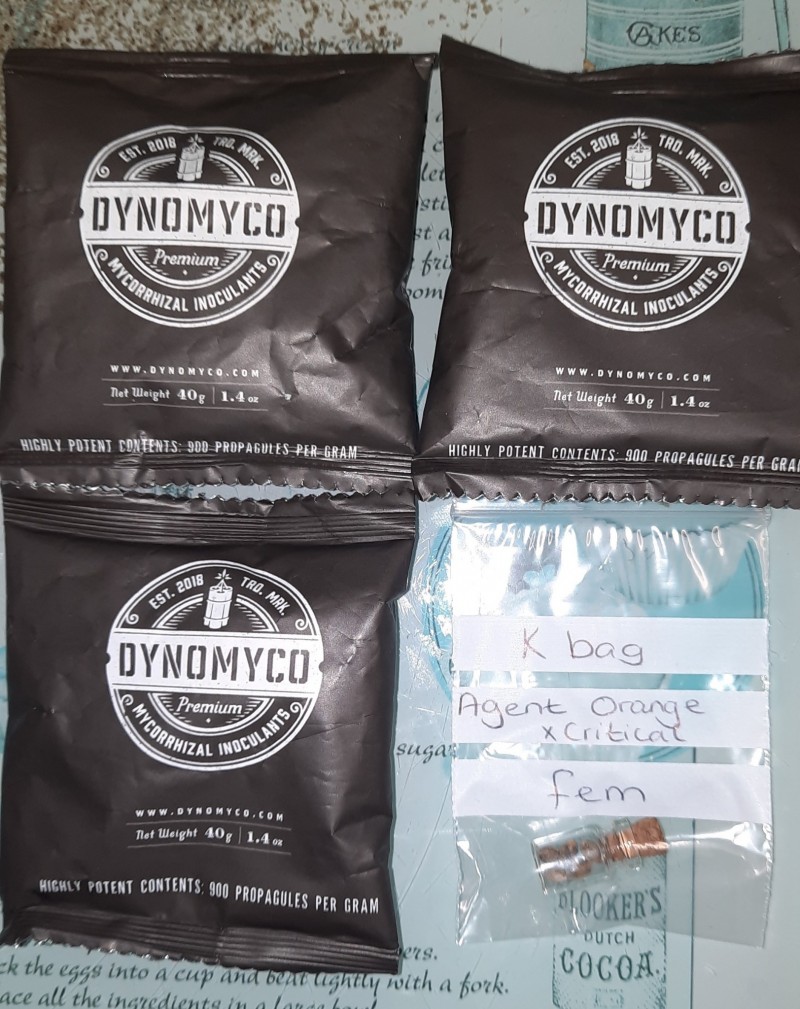 CAKES
EST. 2018 TRD. MRK.
DYNOMYCO
Premium
MYCORRHIZAL INOCULANTS
WWW.DYNOMYCO.COM
Net Weight 40g | 1.4 oz
HIGHLY POTENT CONTENTS: 900 PROPAGULES PER GRAM
EST. 2018 TRD. MRK.
DYNOMYCO
Premium
MYCORRHIZAL INOCULANTS
WWW.DYNOMYCO.COM
Net Weight 40g | 1.4 oz
HIGHLY POTENT CONTENTS: 900 PROPAGULES PER GRA
EST. 2018 TRD. MRK.
DYNOMYCO
Premium
MYCORRHIZAL INOCULANTS
WWW.DYNOMYCO.COM
Net Weight 40g | 1.4 oz
HIGHLY POTENT CONTENTS: 900 PROPAGULES PER GRAM
K bag
Agent Orange
x Critical
fem
sugar
BLOOKER'S
DUTCH
COCOA.
ck the eggs into a cup and beat lightly with a fork.
ace all the ingredients in a large bowl